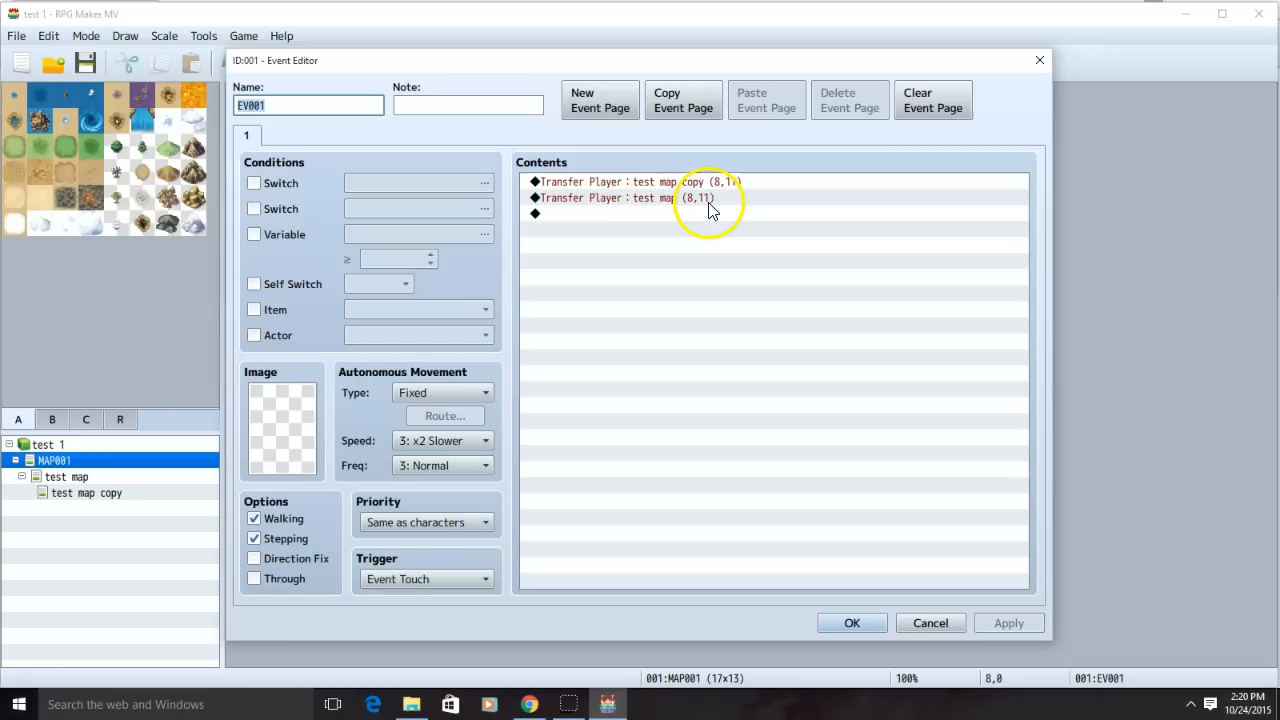 test 1 - RPG Maker MV
File Edit Mode Draw Scale Tools Game Help
ID:001 - Event Editor
Name:
Note:
EV001
New Event Page
Copy Event Page
Paste Event Page
Delete Event Page
Clear Event Page
1
Conditions
Switch ...
Switch ...
Variable ...
≥
Self Switch
Item
Actor
Image
Autonomous Movement
Type: Fixed
Route...
Speed: 3: x2 Slower
Freq: 3: Normal
Options
Walking
Stepping
Direction Fix
Through
Priority
Same as characters
Trigger
Event Touch
Contents
◆Transfer Player : test map copy (8,11)
◆Transfer Player : test map (8,11)
◆
OK Cancel Apply
A B C R
test 1
MAP001
test map
test map copy
001:MAP001 (17x13) 100% 8,0 001:EV001
Search the web and Windows
2:20 PM
10/24/2015